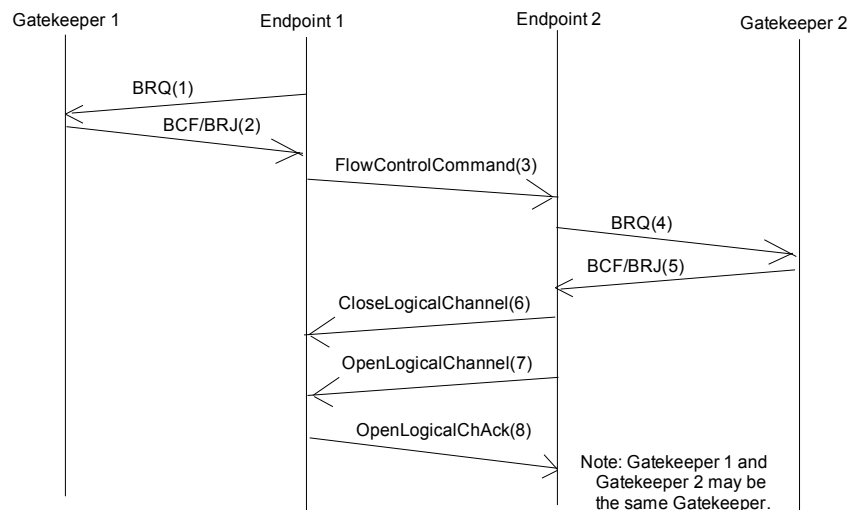 Gatekeeper 1
Endpoint 1
Endpoint 2
Gatekeeper 2
BRQ(1)
BCF/BRJ(2)
FlowControlCommand(3)
BRQ(4)
BCF/BRJ(5)
CloseLogicalChannel(6)
OpenLogicalChannel(7)
OpenLogicalChAck(8)
Note: Gatekeeper 1 and
Gatekeeper 2 may be
the same Gatekeeper.